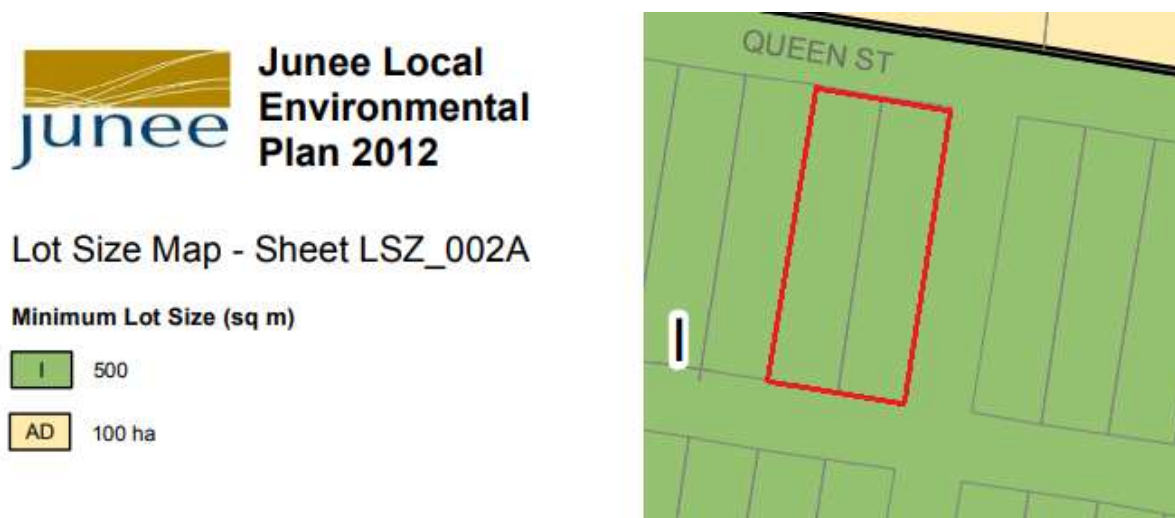 junee
Junee Local
Environmental
Plan 2012
Lot Size Map - Sheet LSZ_002A
Minimum Lot Size (sq m)
I 500
AD 100 ha
QUEEN ST
I